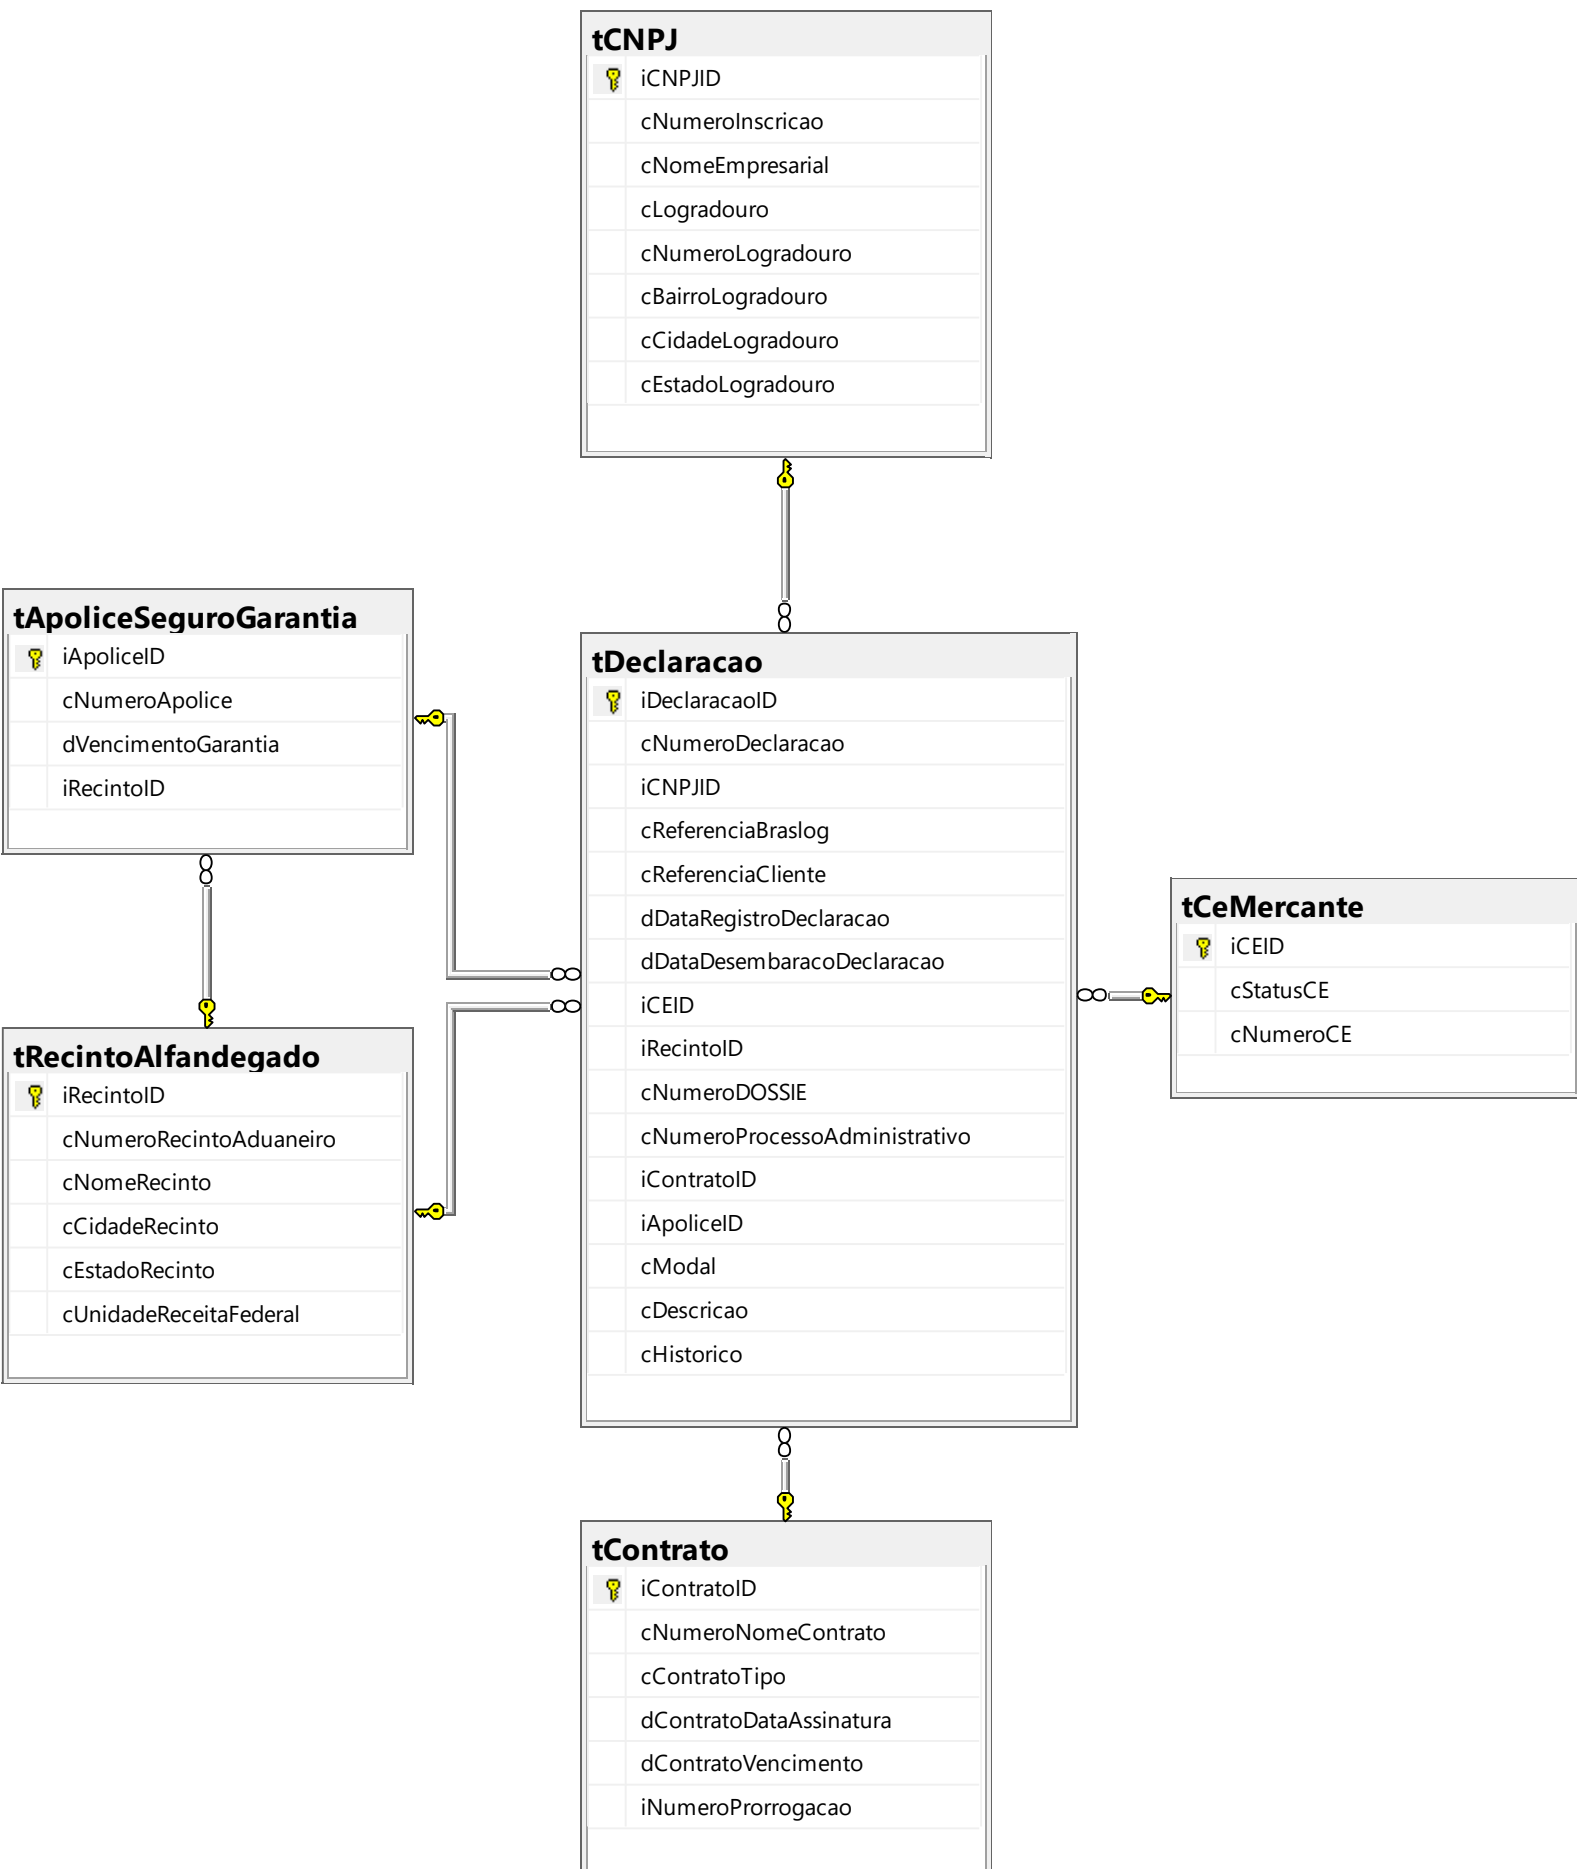 tCNPJ
iCNPJID
cNumeroInscricao
cNomeEmpresarial
cLogradouro
cNumeroLogradouro
cBairroLogradouro
cCidadeLogradouro
cEstadoLogradouro
tApoliceSeguroGarantia
iApoliceID
cNumeroApolice
dVencimentoGarantia
iRecintoID
tDeclaracao
iDeclaracaoID
cNumeroDeclaracao
iCNPJID
cReferenciaBraslog
cReferenciaCliente
dDataRegistroDeclaracao
dDataDesembaracoDeclaracao
iCEID
iRecintoID
cNumeroDOSSIE
cNumeroProcessoAdministrativo
iContratoID
iApoliceID
cModal
cDescricao
cHistorico
tCeMercante
iCEID
cStatusCE
cNumeroCE
tRecintoAlfandegado
iRecintoID
cNumeroRecintoAduaneiro
cNomeRecinto
cCidadeRecinto
cEstadoRecinto
cUnidadeReceitaFederal
tContrato
iContratoID
cNumeroNomeContrato
cContratoTipo
dContratoDataAssinatura
dContratoVencimento
iNumeroProrrogacao